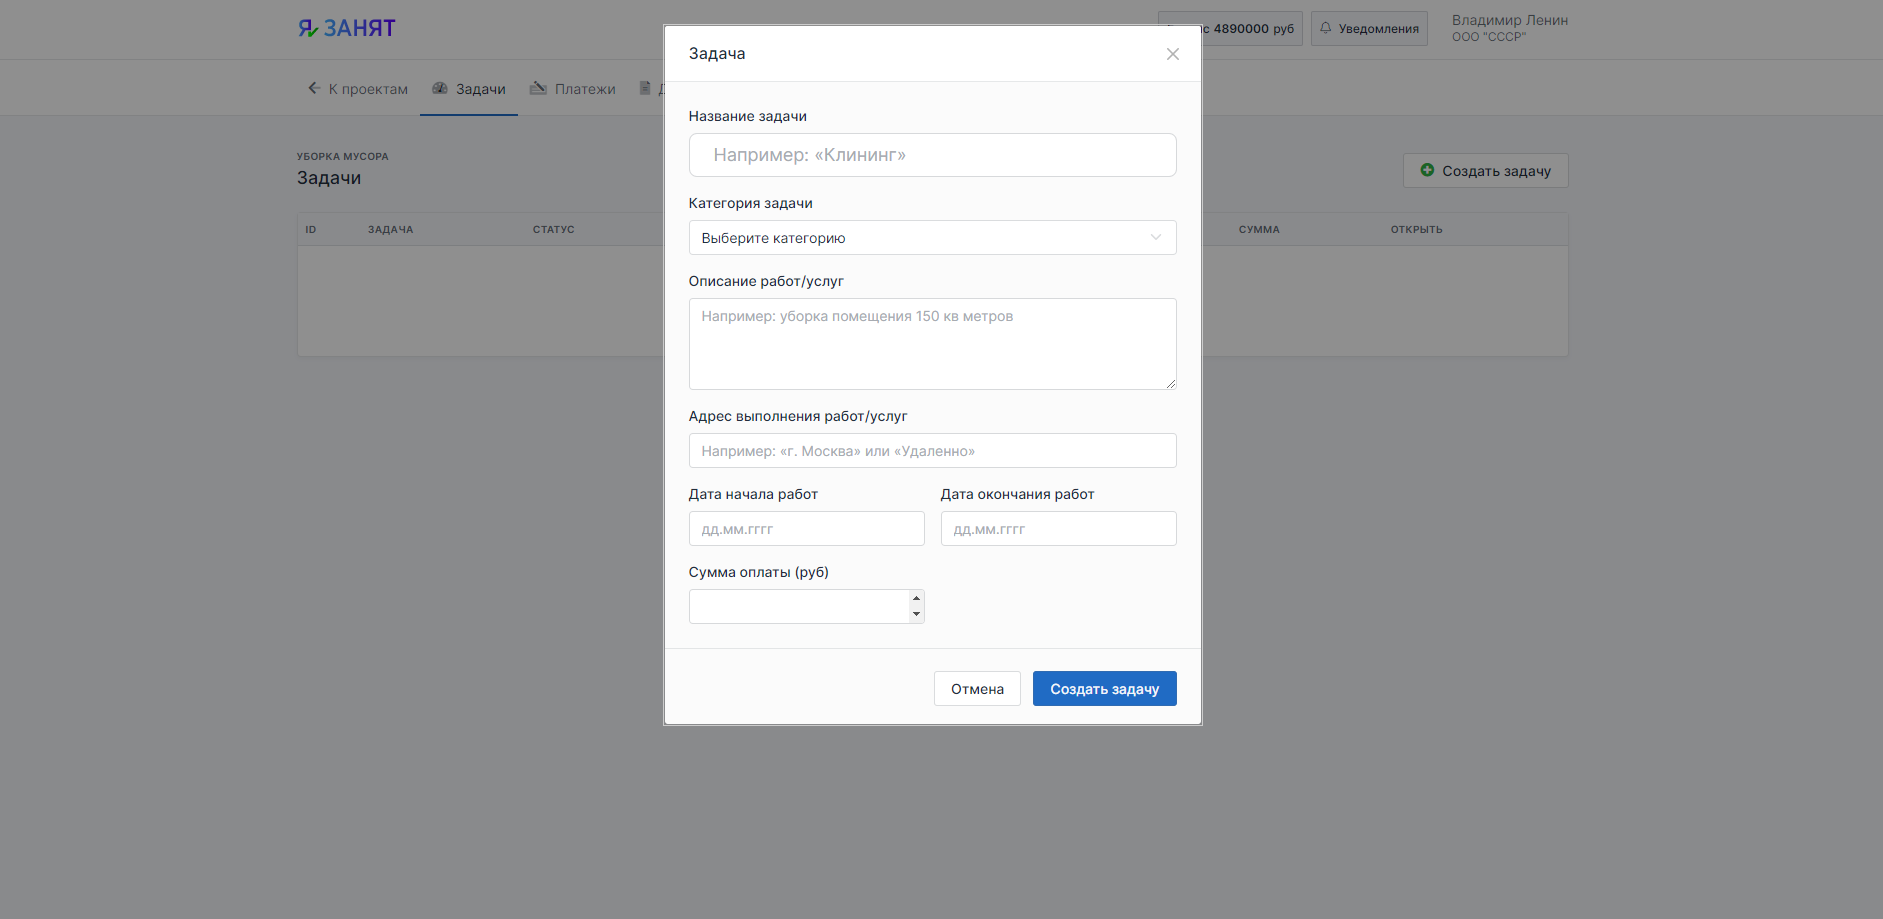 Я ЗАНЯТ
с 4890000 руб
Уведомления
Владимир Ленин
ООО "СССР"
К проектам
Задачи
Платежи
УБОРКА МУСОРА
Задачи
Создать задачу
ID ЗАДАЧА СТАТУС СУММА ОТКРЫТЬ
Задача
Название задачи
Например: «Клининг»
Категория задачи
Выберите категорию
Описание работ/услуг
Например: уборка помещения 150 кв метров
Адрес выполнения работ/услуг
Например: «г. Москва» или «Удаленно»
Дата начала работ
Дата окончания работ
дд.мм.гггг
дд.мм.гггг
Сумма оплаты (руб)
Отмена
Создать задачу